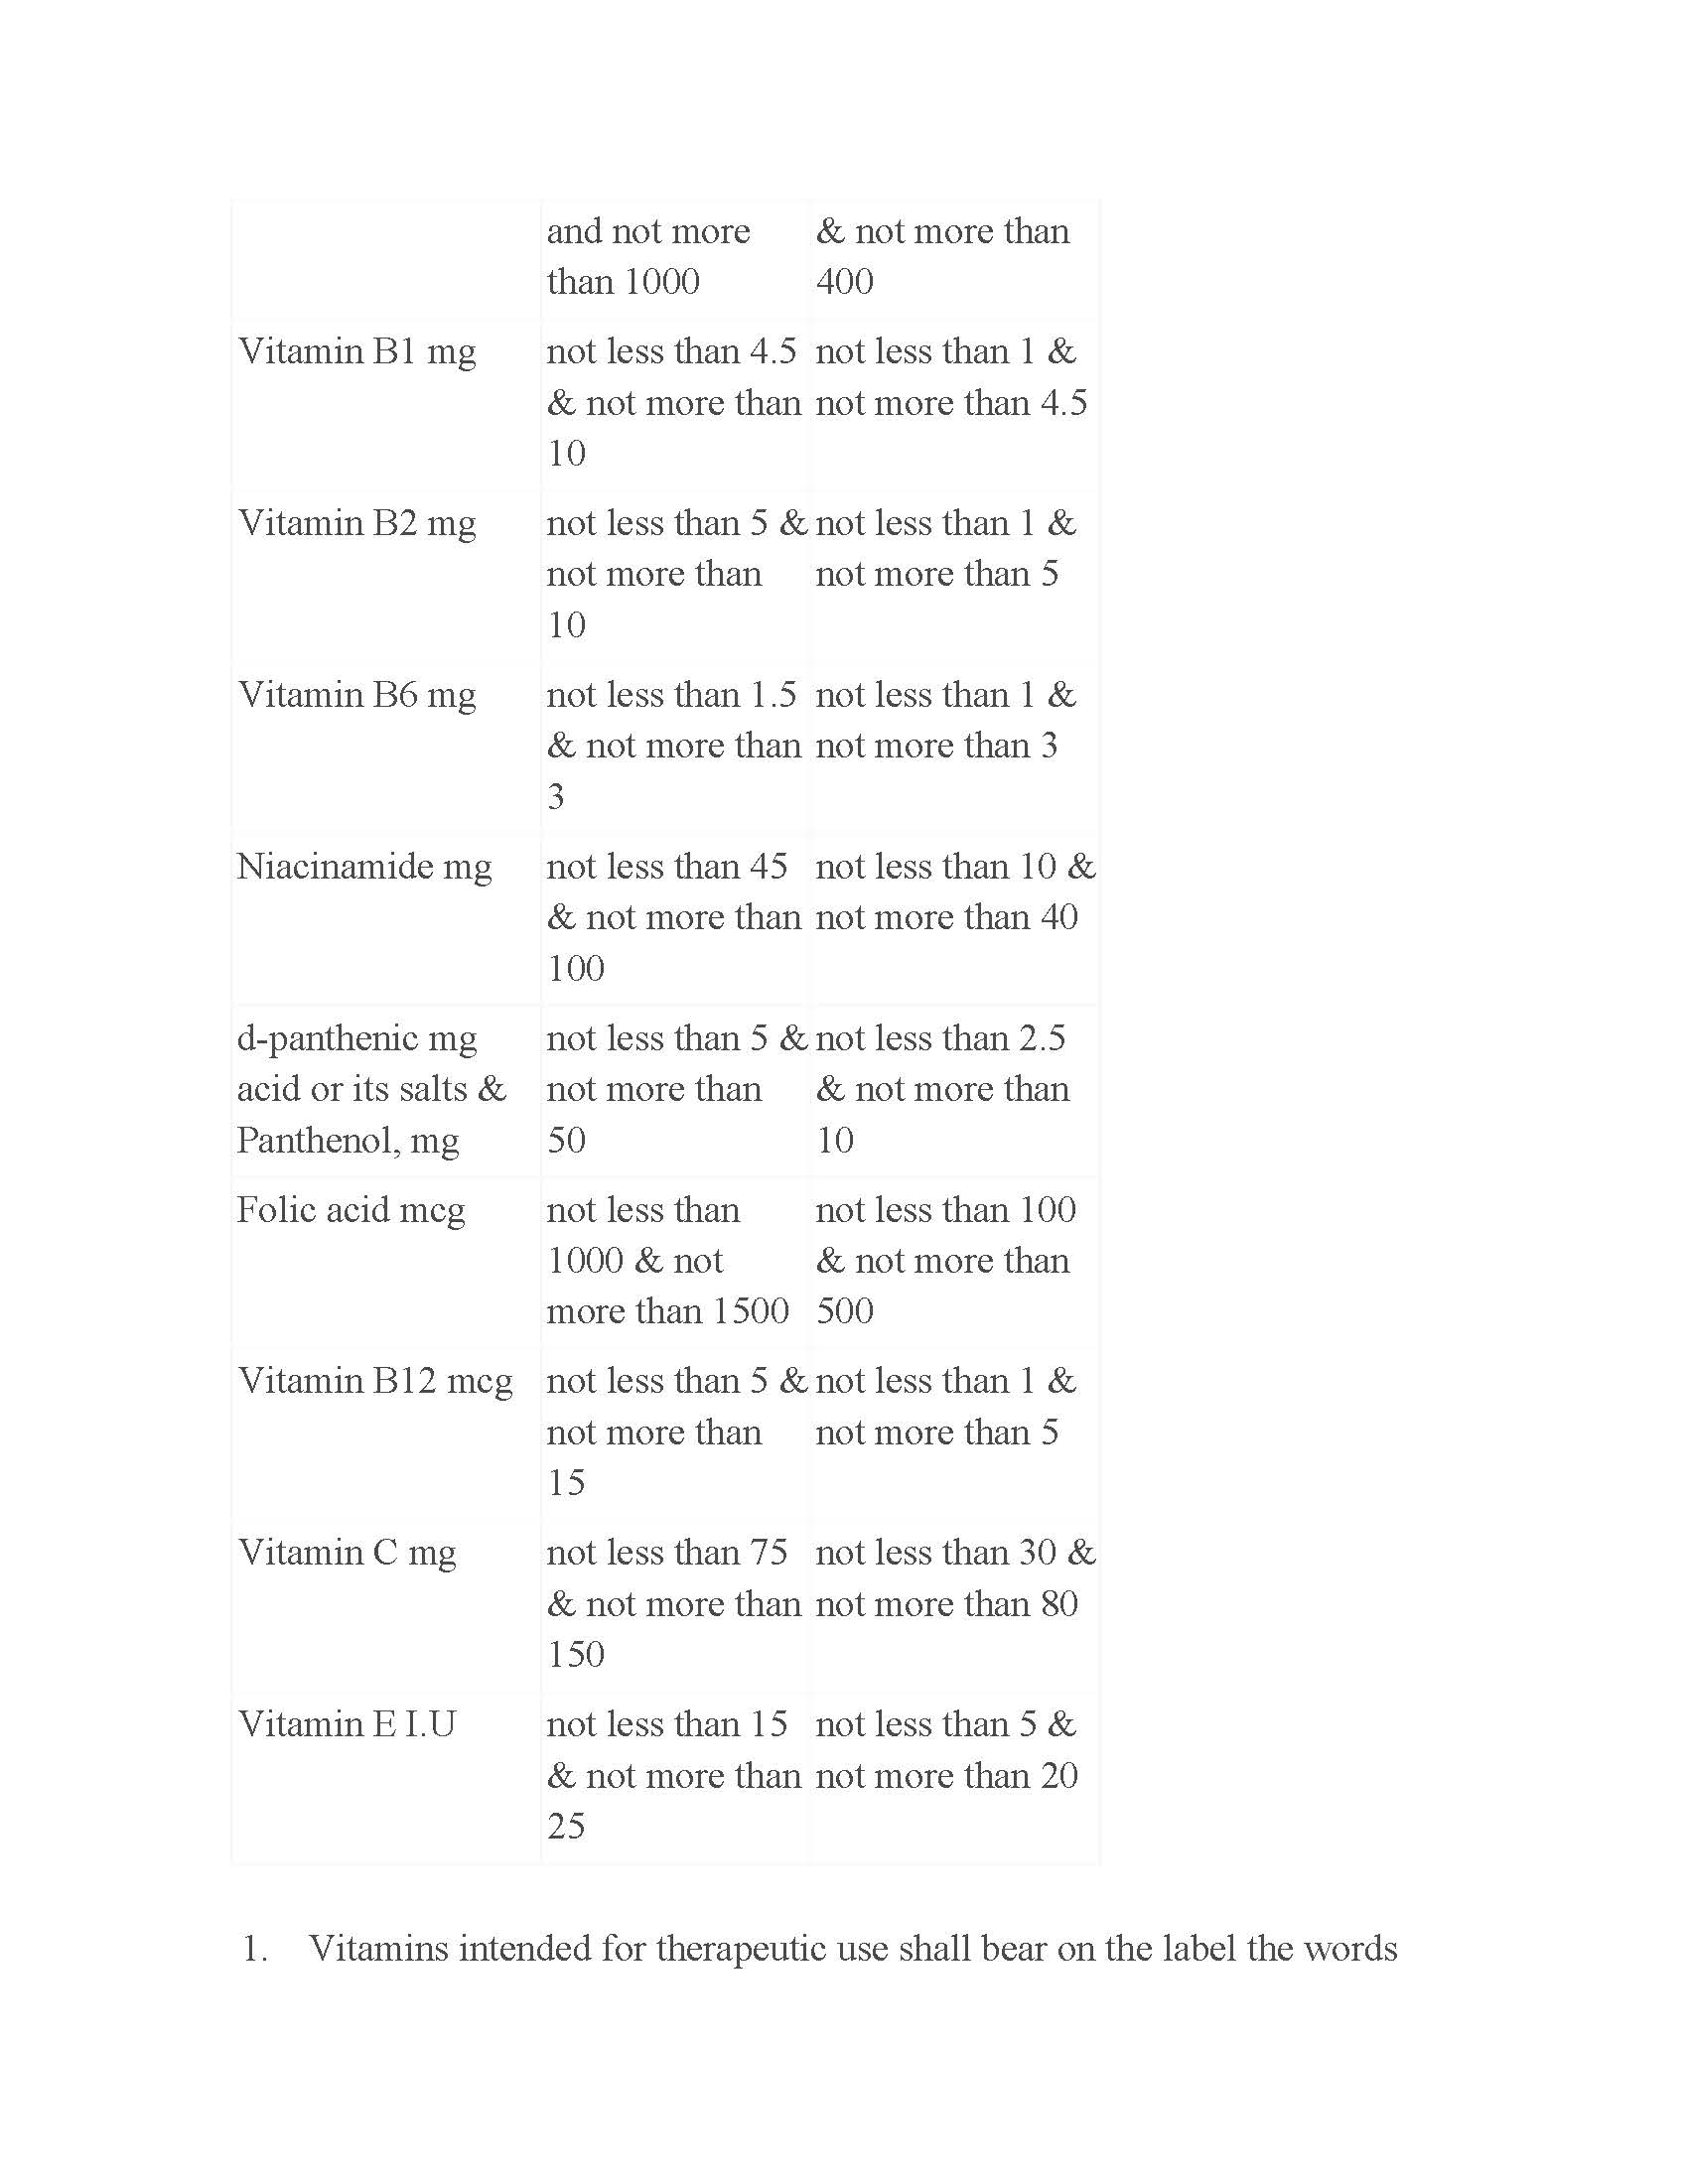 and not more & not more than
than 1000 400
Vitamin B1 mg not less than 4.5 not less than 1 &
& not more than not more than 4.5
10
Vitamin B2 mg not less than 5 & not less than 1 &
not more than not more than 5
10
Vitamin B6 mg not less than 1.5 not less than 1 &
& not more than not more than 3
3
Niacinamide mg not less than 45 not less than 10 &
& not more than not more than 40
100
d-panthenic mg not less than 5 & not less than 2.5
acid or its salts & not more than & not more than
Panthenol, mg 50 10
Folic acid mcg not less than not less than 100
1000 & not & not more than
more than 1500 500
Vitamin B12 mcg not less than 5 & not less than 1 &
not more than not more than 5
15
Vitamin C mg not less than 75 not less than 30 &
& not more than not more than 80
150
Vitamin E I.U not less than 15 not less than 5 &
& not more than not more than 20
25
1. Vitamins intended for therapeutic use shall bear on the label the words